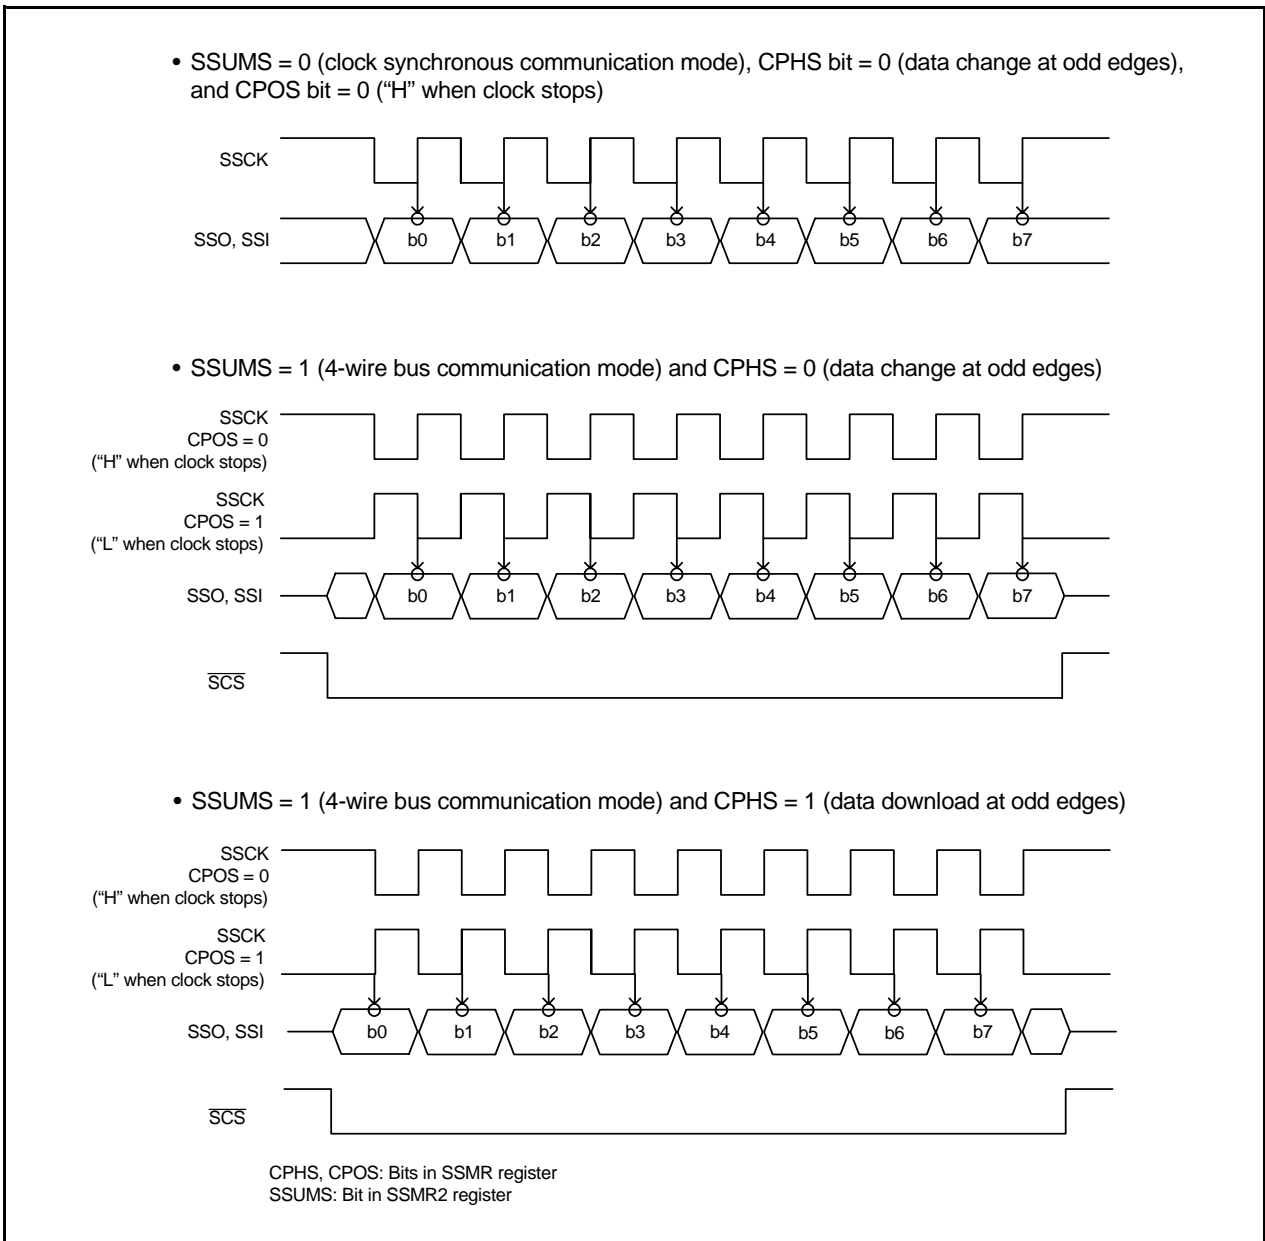 • SSUMS = 0 (clock synchronous communication mode), CPHS bit = 0 (data change at odd edges),
and CPOS bit = 0 (“H” when clock stops)
SSCK
SSO, SSI
b0 b1 b2 b3 b4 b5 b6 b7
• SSUMS = 1 (4-wire bus communication mode) and CPHS = 0 (data change at odd edges)
SSCK
CPOS = 0
(“H” when clock stops)
SSCK
CPOS = 1
(“L” when clock stops)
SSO, SSI
b0 b1 b2 b3 b4 b5 b6 b7
SCS
• SSUMS = 1 (4-wire bus communication mode) and CPHS = 1 (data download at odd edges)
SSCK
CPOS = 0
(“H” when clock stops)
SSCK
CPOS = 1
(“L” when clock stops)
SSO, SSI
b0 b1 b2 b3 b4 b5 b6 b7
SCS
CPHS, CPOS: Bits in SSMR register
SSUMS: Bit in SSMR2 register